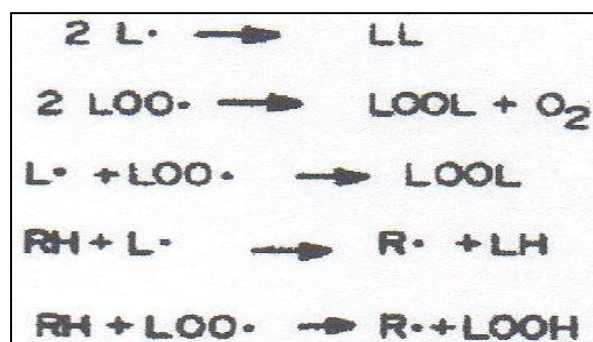 2 L· → LL
2 LOO· → LOOL + O₂
L· + LOO· → LOOL
RH + L· → R· + LH
RH + LOO· → R· + LOOH